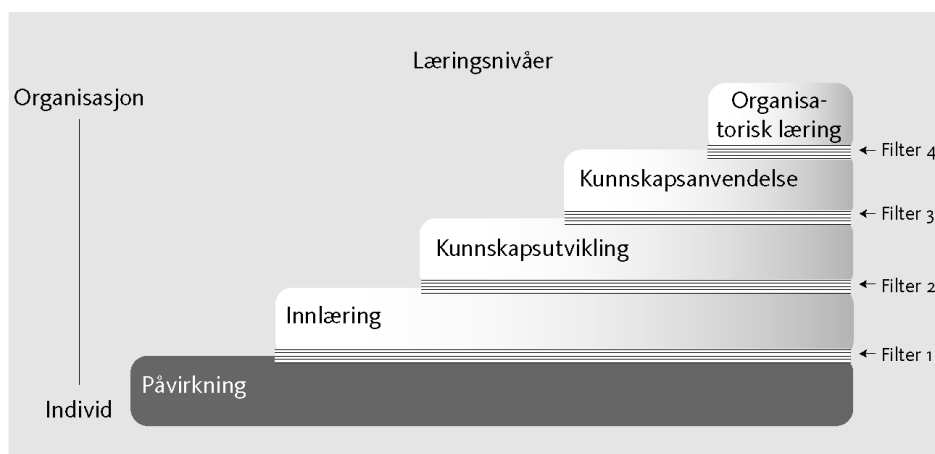 Læringsnivåer
Organisasjon
Organisa-
torisk læring
← Filter 4
Kunnskapsanvendelse
← Filter 3
Kunnskapsutvikling
← Filter 2
Innlæring
← Filter 1
Påvirkning
Individ